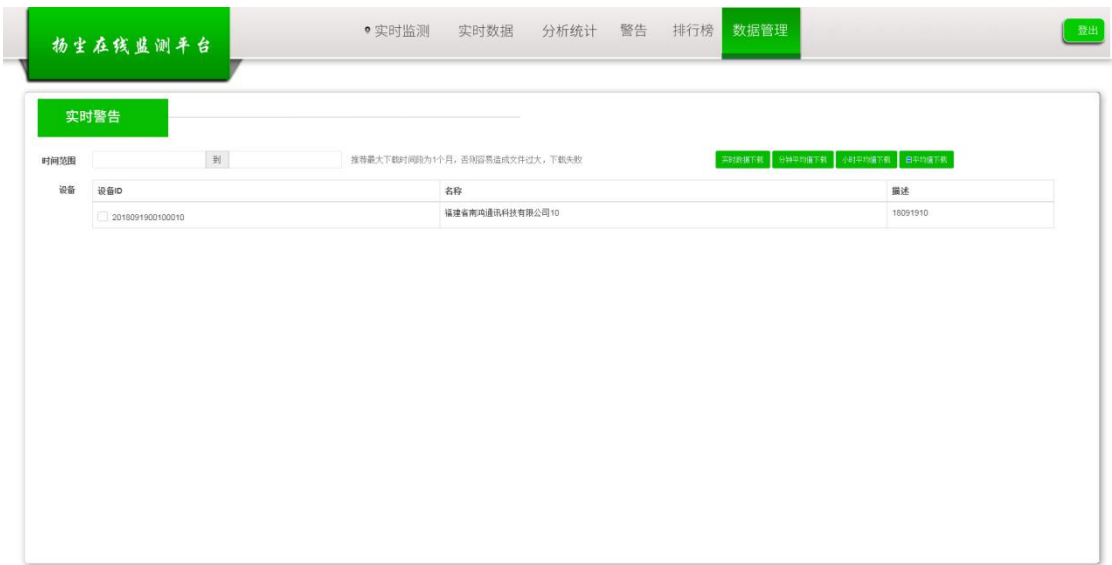 扬尘在线监测平台
实时监测 实时数据 分析统计 警告 排行榜 数据管理 登出
实时警告
时间范围 到 推荐最大下载时间段为1个月，否则容易造成文件过大，下载失败 实时数据下载 分钟平均值下载 小时平均值下载 日平均值下载
设备 设备ID 名称 描述
2018091900100010 福建省南鸿通讯科技有限公司10 18091910